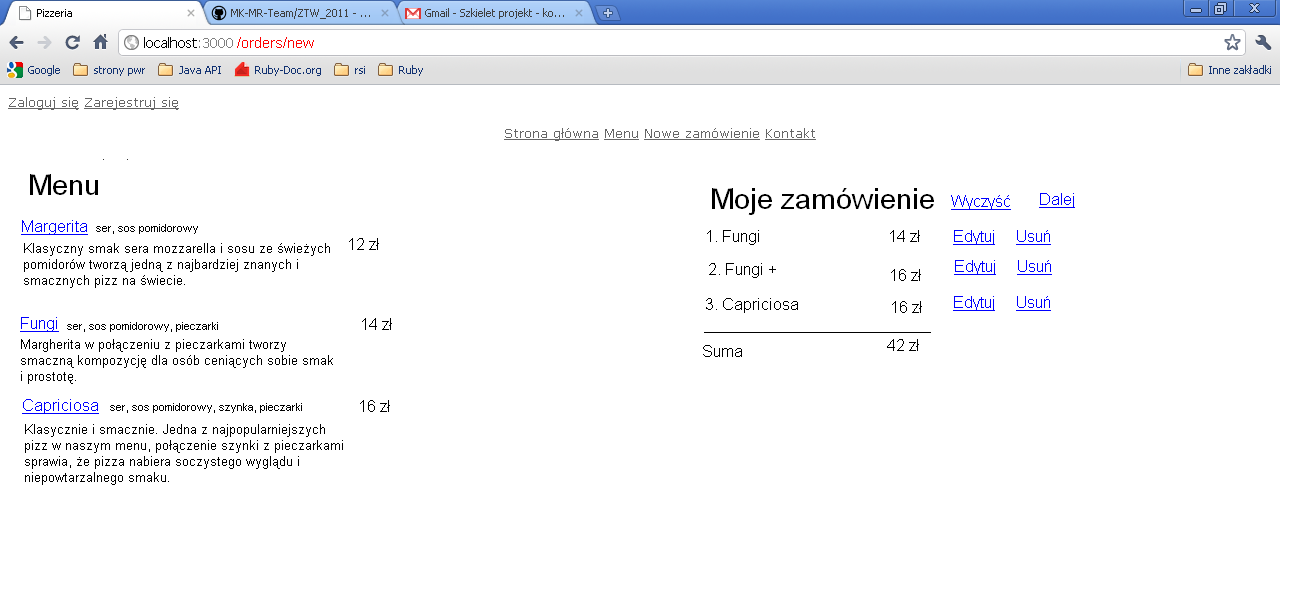 Pizzeria
MK-MR-Team/ZTW_2011 - ...
Gmail - Szkielet projekt - ko...
localhost:3000 /orders/new
Google strony pwr Java API Ruby-Doc.org rsi Ruby Inne zakładki
Zaloguj się Zarejestruj się
Strona główna Menu Nowe zamówienie Kontakt
Menu
Margerita ser, sos pomidorowy
Klasyczny smak sera mozzarella i sosu ze świeżych 12 zł
pomidorów tworzą jedną z najbardziej znanych i
smacznych pizz na świecie.
Fungi ser, sos pomidorowy, pieczarki 14 zł
Margherita w połączeniu z pieczarkami tworzy
smaczną kompozycję dla osób ceniących sobie smak
i prostotę.
Capriciosa ser, sos pomidorowy, szynka, pieczarki 16 zł
Klasycznie i smacznie. Jedna z najpopularniejszych
pizz w naszym menu, połączenie szynki z pieczarkami
sprawia, że pizza nabiera soczystego wyglądu i
niepowtarzalnego smaku.
Moje zamówienie Wyczyść Dalej
1. Fungi 14 zł Edytuj Usuń
2. Fungi + 16 zł Edytuj Usuń
3. Capriciosa 16 zł Edytuj Usuń
Suma 42 zł